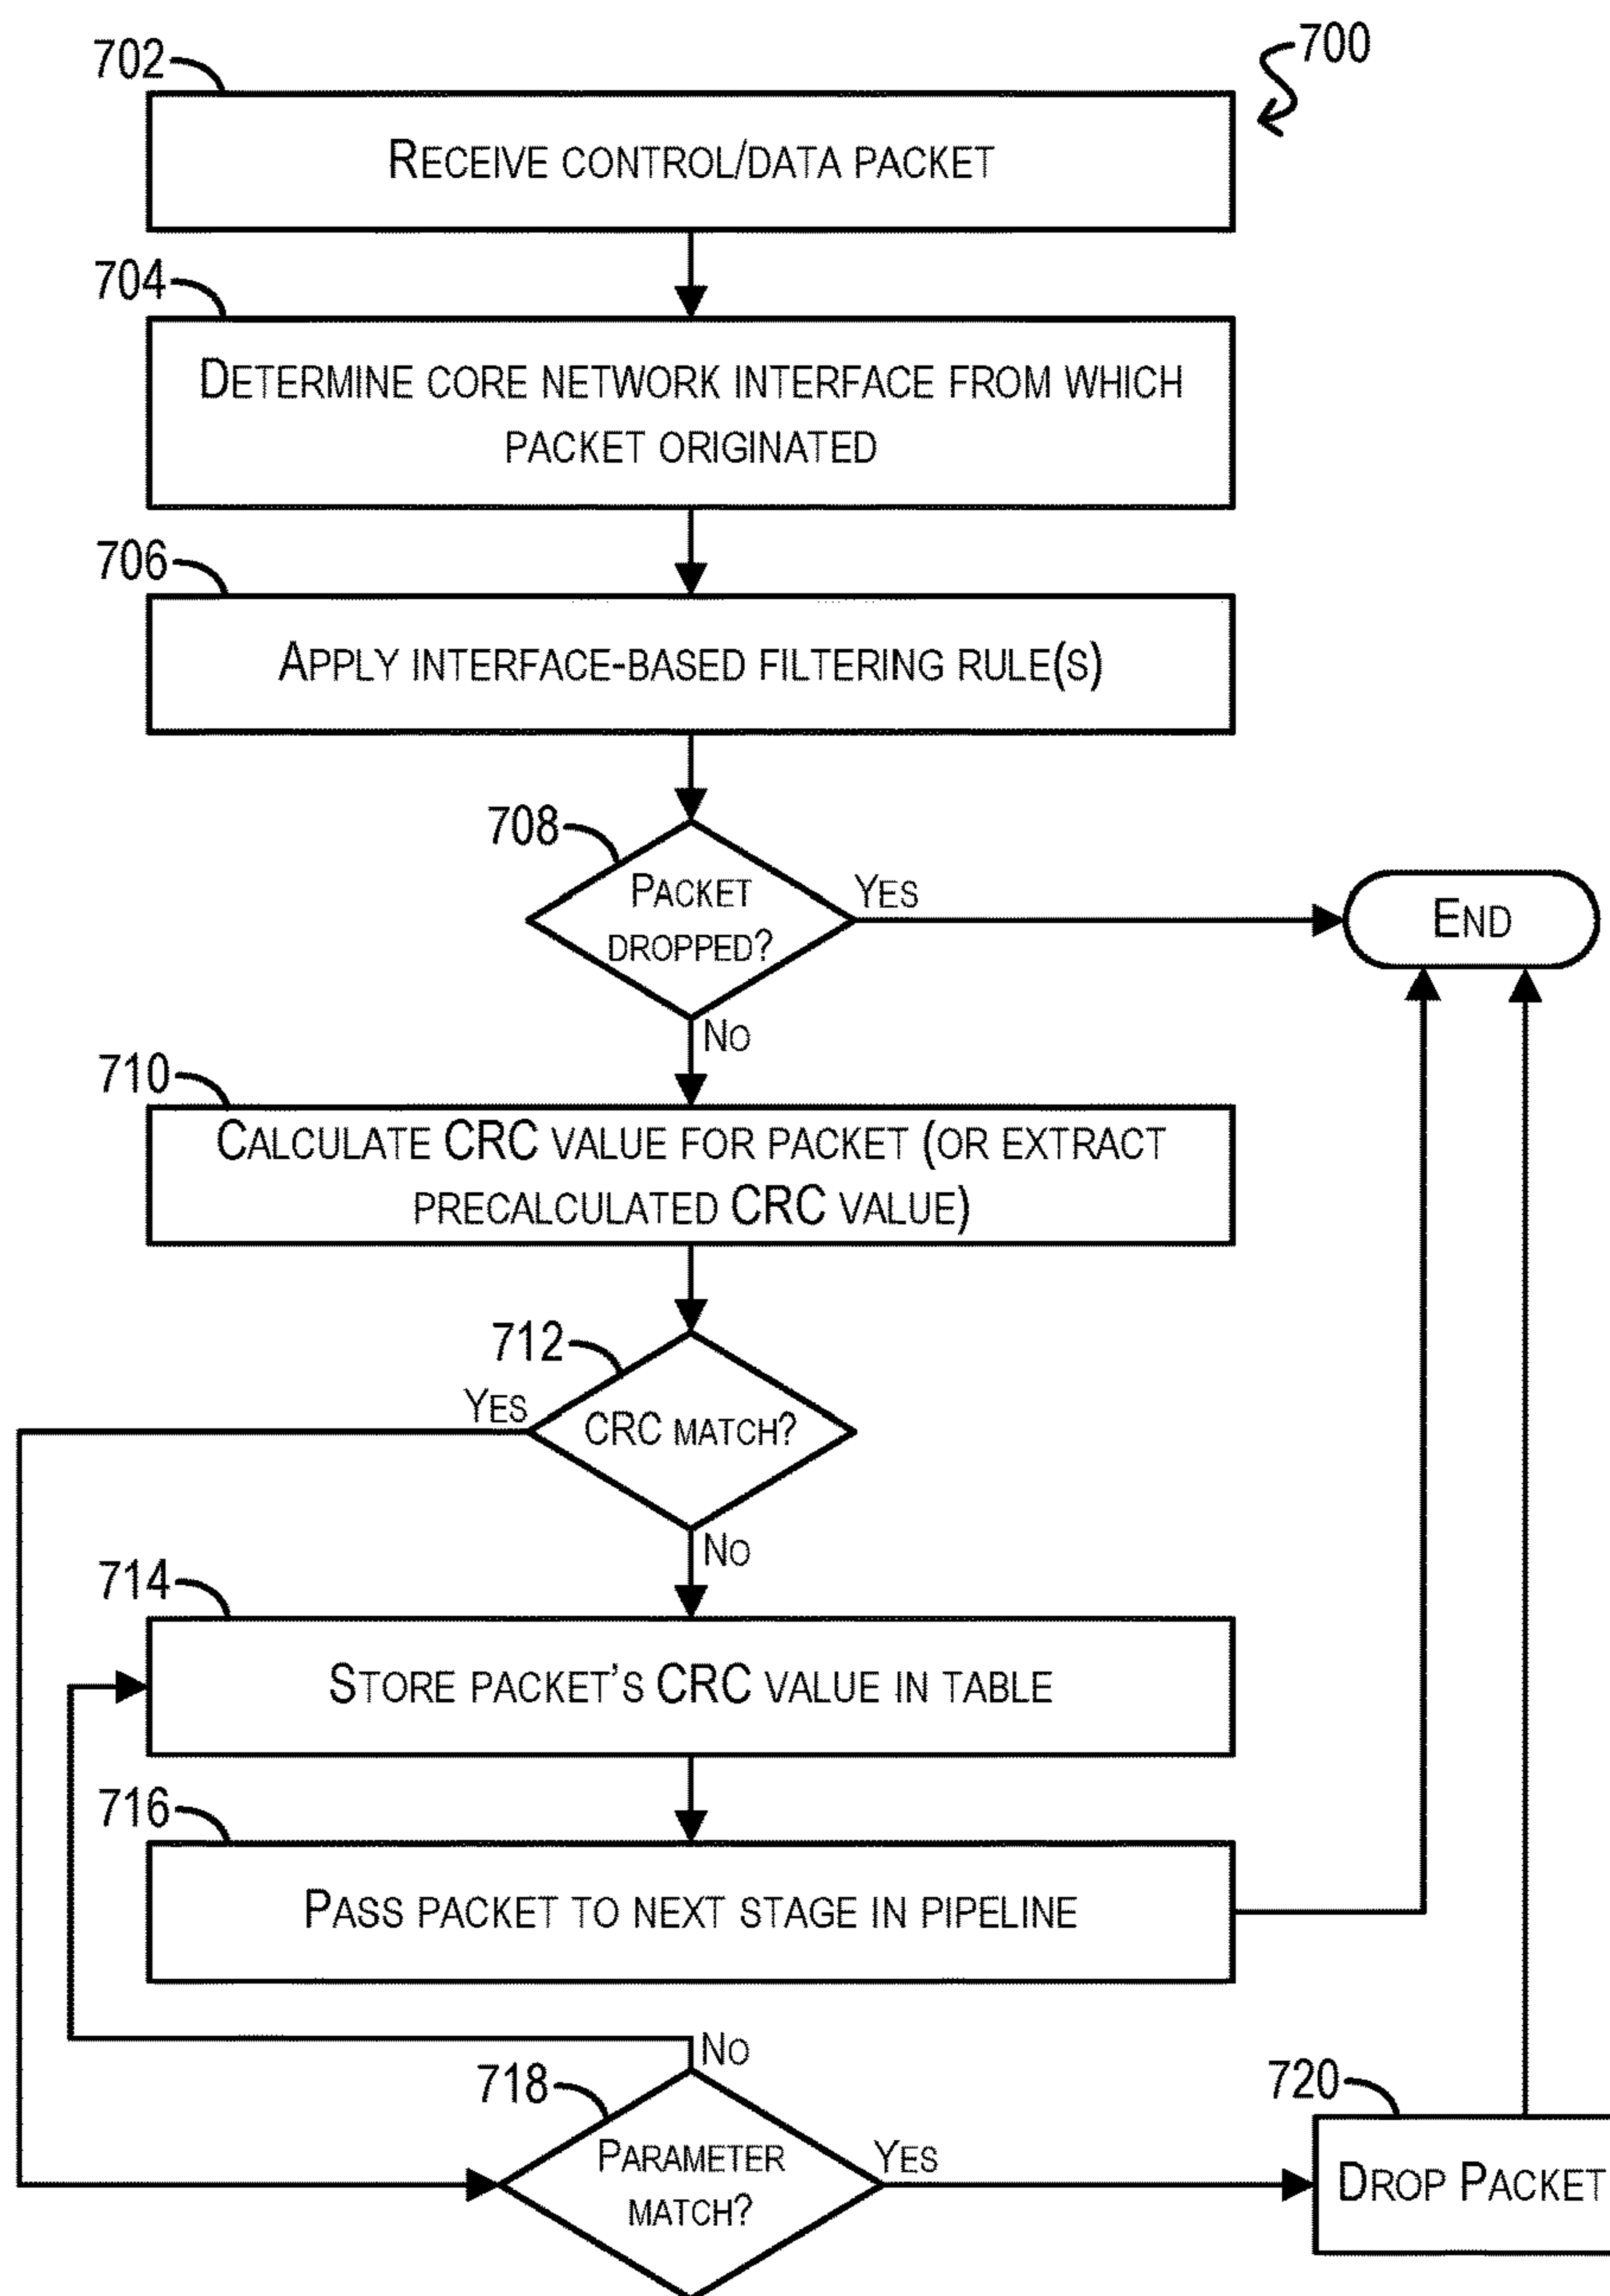 702
700
RECEIVE CONTROL/DATA PACKET
704
DETERMINE CORE NETWORK INTERFACE FROM WHICH
PACKET ORIGINATED
706
APPLY INTERFACE-BASED FILTERING RULE(S)
708
PACKET
DROPPED?
YES
END
NO
710
CALCULATE CRC VALUE FOR PACKET (OR EXTRACT
PRECALCULATED CRC VALUE)
712
YES
CRC MATCH?
NO
714
STORE PACKET'S CRC VALUE IN TABLE
716
PASS PACKET TO NEXT STAGE IN PIPELINE
NO
718
PARAMETER
MATCH?
YES
720
DROP PACKET